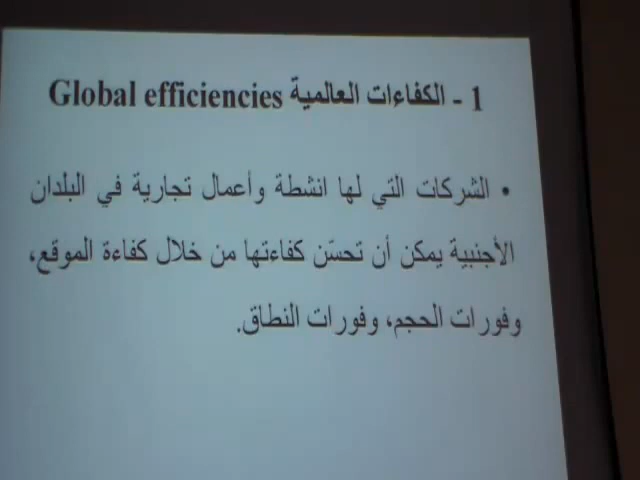 1 - الكفاءات العالمية Global efficiencies
• الشركات التي لها انشطة وأعمال تجارية في البلدان
الأجنبية يمكن أن تحسّن كفاءتها من خلال كفاءة الموقع،
وفورات الحجم، وفورات النطاق.